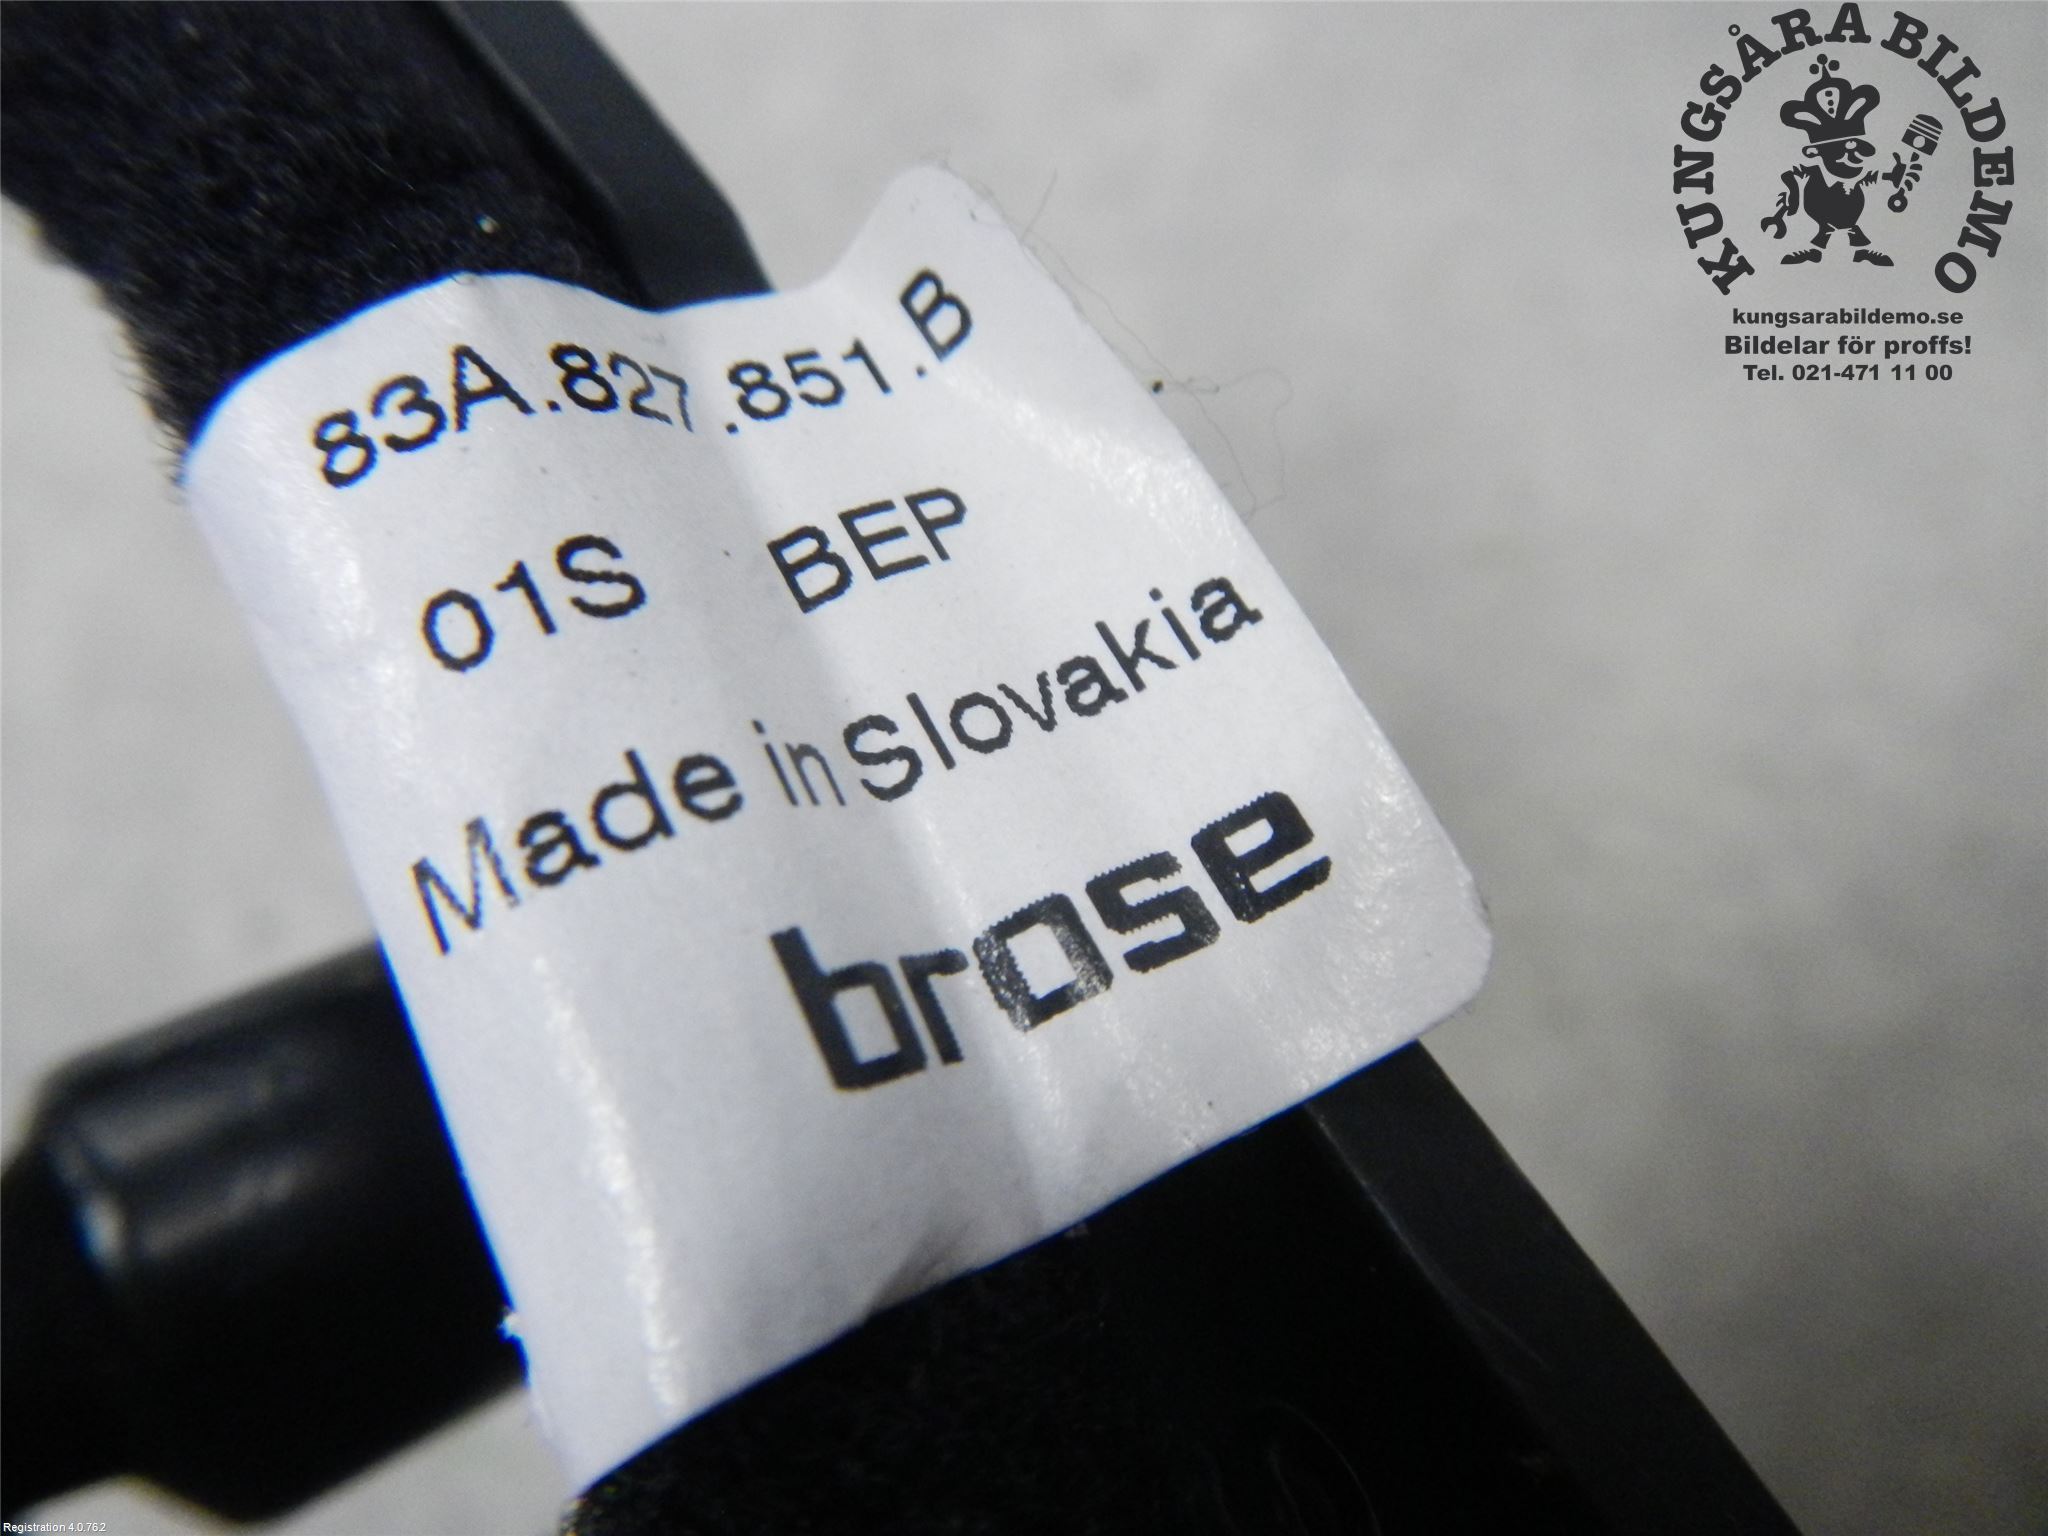 KUNGSÅRA BILDEMO
kungsarabildemo.se
Bildelar för proffs!
Tel. 021-471 11 00
83A.827.851.B
01S BEP
Made in Slovakia
brose
Registration 4.0.762